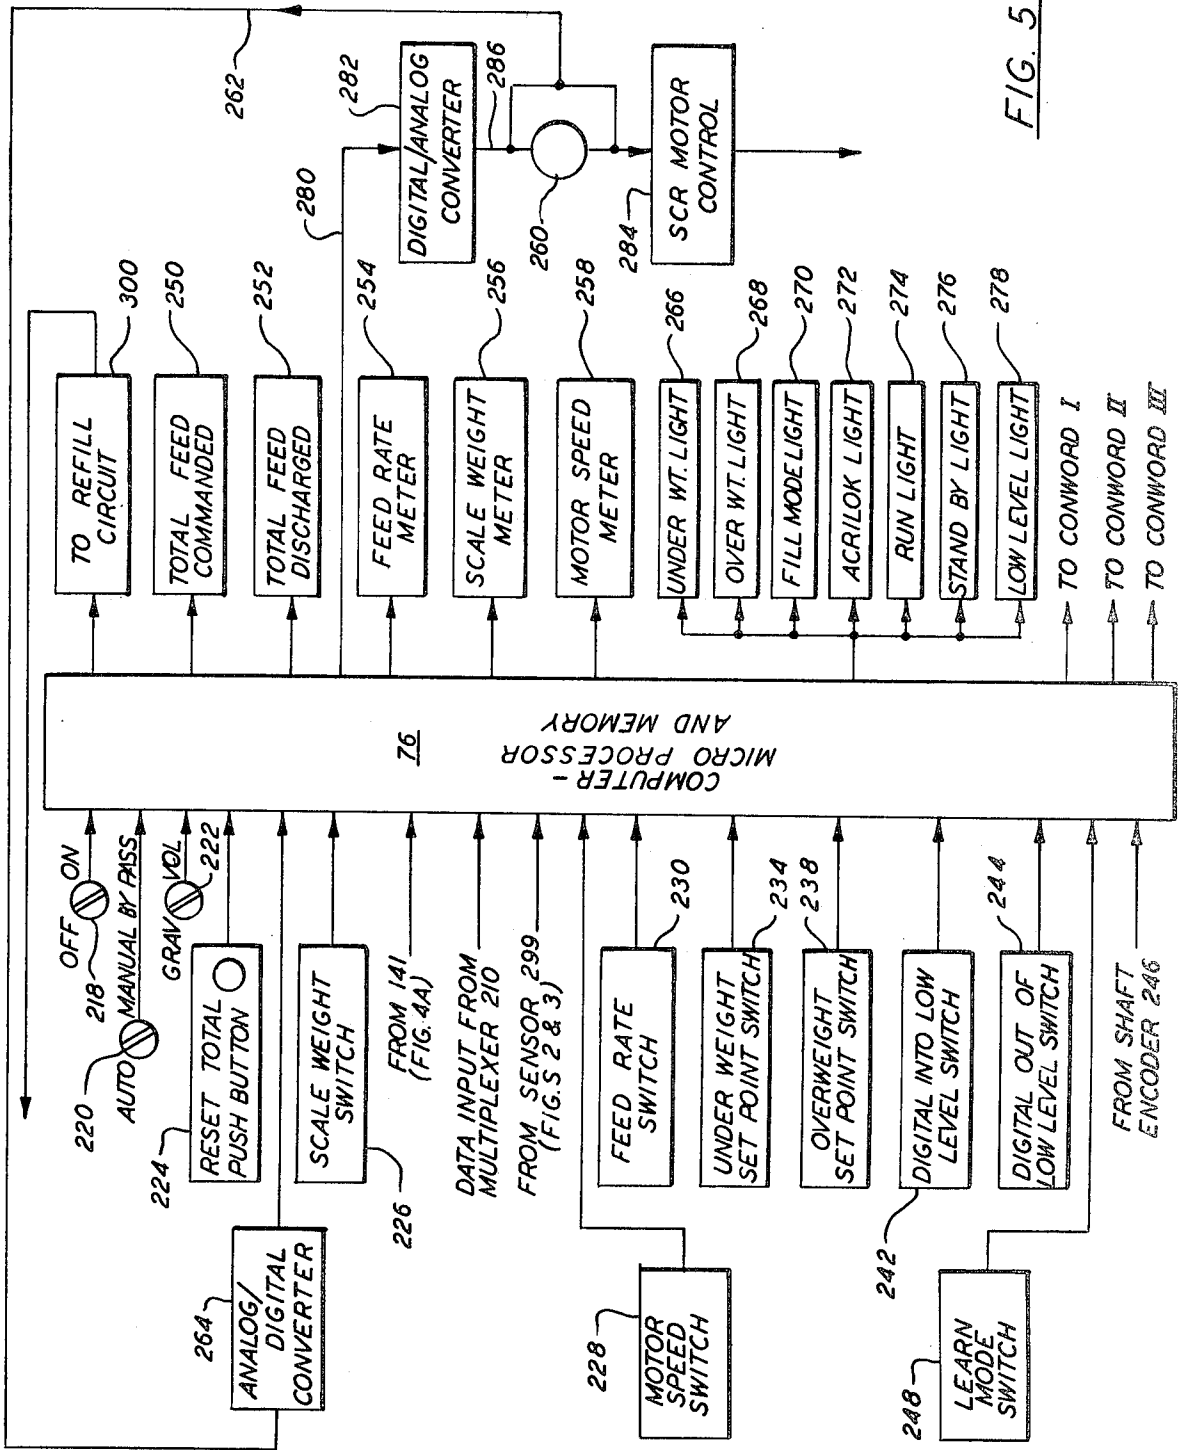 262
282
DIGITAL/ANALOG
CONVERTER
286
280
260
284
SCR MOTOR
CONTROL
FIG. 5
TO REFILL
CIRCUIT
300
TOTAL FEED
COMMANDED
250
TOTAL FEED
DISCHARGED
252
FEED RATE
METER
254
SCALE WEIGHT
METER
256
MOTOR SPEED
METER
258
UNDER WT. LIGHT
266
OVER WT. LIGHT
268
FILL MODE LIGHT
270
ACRILOK LIGHT
272
RUN LIGHT
274
STAND BY LIGHT
276
LOW LEVEL LIGHT
278
TO CONWORD I
TO CONWORD II
TO CONWORD III
76
COMPUTER-
MICRO PROCESSOR
AND MEMORY
OFF
ON
218
AUTO
MANUAL BY PASS
220
GRAV
VOL
222
RESET TOTAL
PUSH BUTTON
224
ANALOG/
DIGITAL
CONVERTER
264
SCALE WEIGHT
SWITCH
226
FROM 141
(FIG. 4A)
DATA INPUT FROM
MULTIPLEXER 210
FROM SENSOR 299
(FIG.S 2 & 3)
MOTOR
SPEED
SWITCH
228
FEED RATE
SWITCH
230
UNDER WEIGHT
SET POINT SWITCH
234
OVERWEIGHT
SET POINT SWITCH
238
DIGITAL INTO LOW
LEVEL SWITCH
242
DIGITAL OUT OF
LOW LEVEL SWITCH
244
LEARN
MODE
SWITCH
248
FROM SHAFT
ENCODER 246